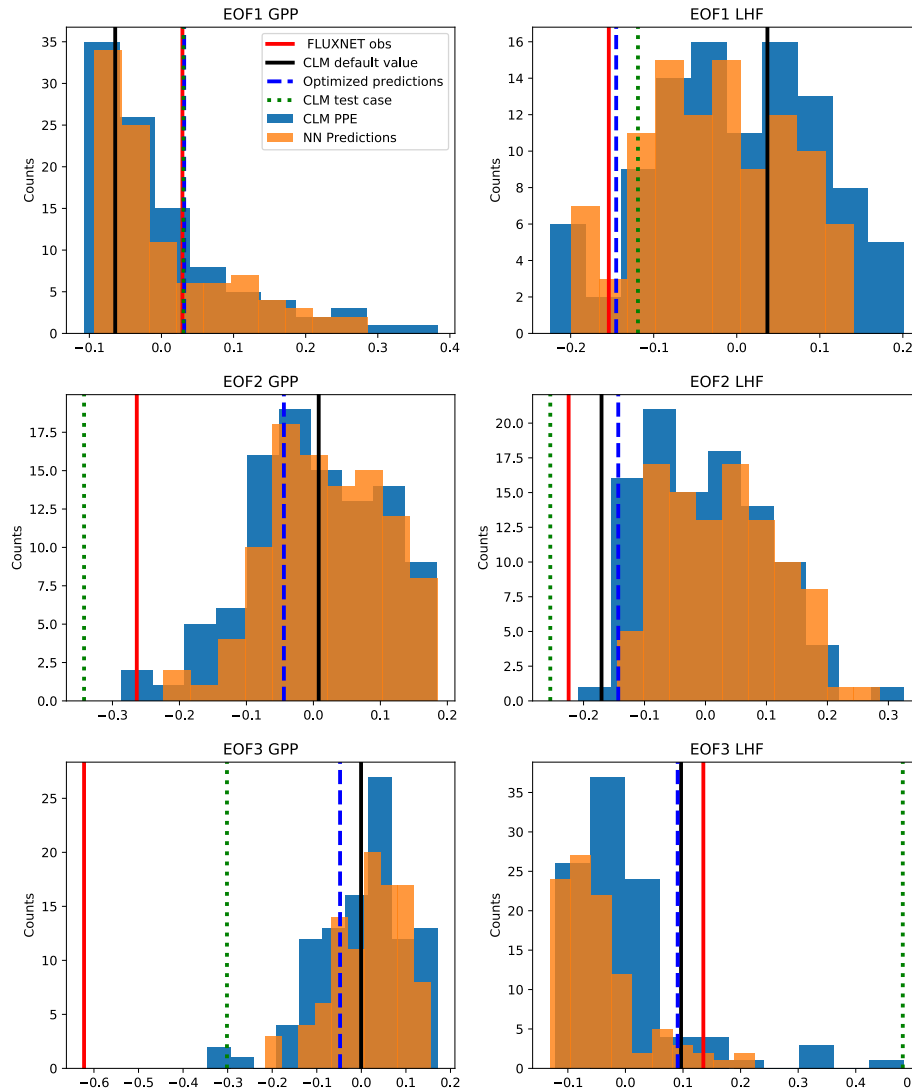 EOF1 GPP
35
30
25
20
15
10
5
0
Counts
−0.1 0.0 0.1 0.2 0.3 0.4
FLUXNET obs
CLM default value
Optimized predictions
CLM test case
CLM PPE
NN Predictions
EOF1 LHF
16
14
12
10
8
6
4
2
0
Counts
−0.2 −0.1 0.0 0.1 0.2
EOF2 GPP
17.5
15.0
12.5
10.0
7.5
5.0
2.5
0.0
Counts
−0.3 −0.2 −0.1 0.0 0.1 0.2
EOF2 LHF
20.0
17.5
15.0
12.5
10.0
7.5
5.0
2.5
0.0
Counts
−0.2 −0.1 0.0 0.1 0.2 0.3
EOF3 GPP
25
20
15
10
5
0
Counts
−0.6 −0.5 −0.4 −0.3 −0.2 −0.1 0.0 0.1 0.2
EOF3 LHF
35
30
25
20
15
10
5
0
Counts
−0.1 0.0 0.1 0.2 0.3 0.4 0.5